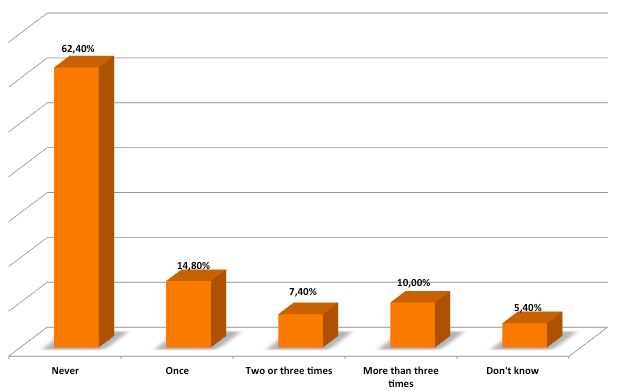 62,40%
14,80%
7,40%
10,00%
5,40%
Never
Once
Two or three times
More than three
times
Don't know